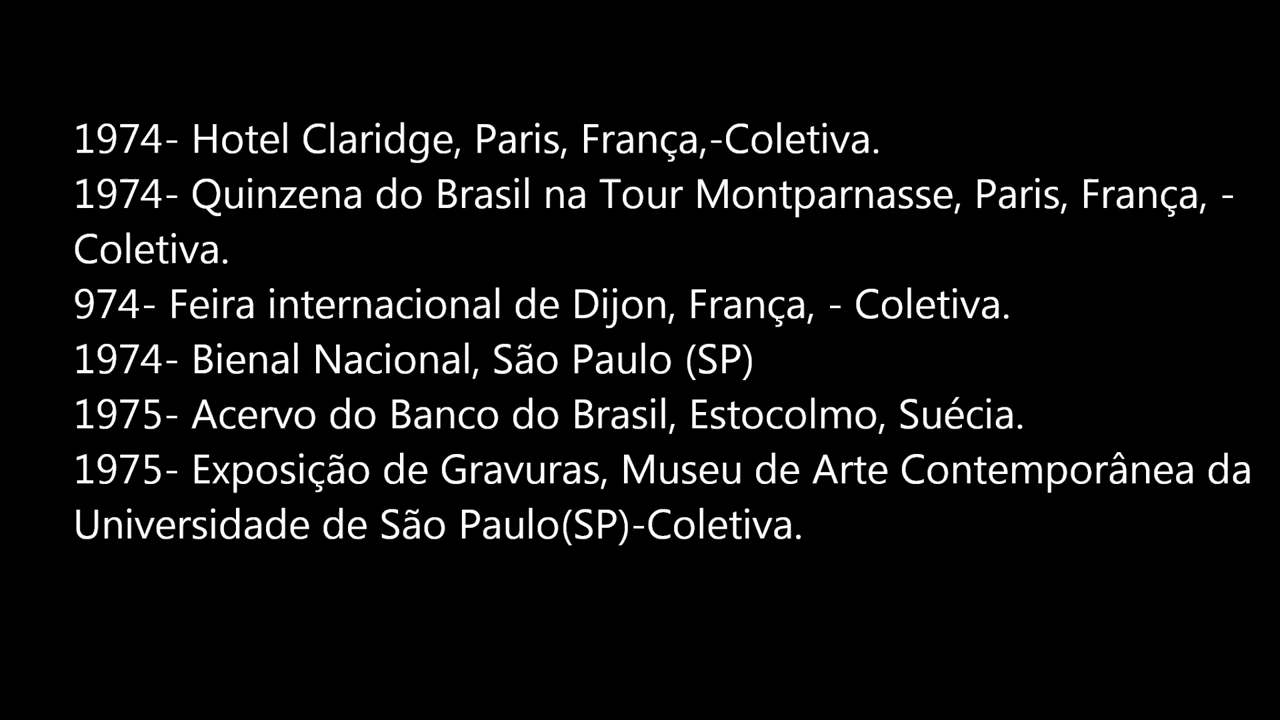 1974- Hotel Claridge, Paris, França,-Coletiva.
1974- Quinzena do Brasil na Tour Montparnasse, Paris, França, -
Coletiva.
974- Feira internacional de Dijon, França, - Coletiva.
1974- Bienal Nacional, São Paulo (SP)
1975- Acervo do Banco do Brasil, Estocolmo, Suécia.
1975- Exposição de Gravuras, Museu de Arte Contemporânea da
Universidade de São Paulo(SP)-Coletiva.